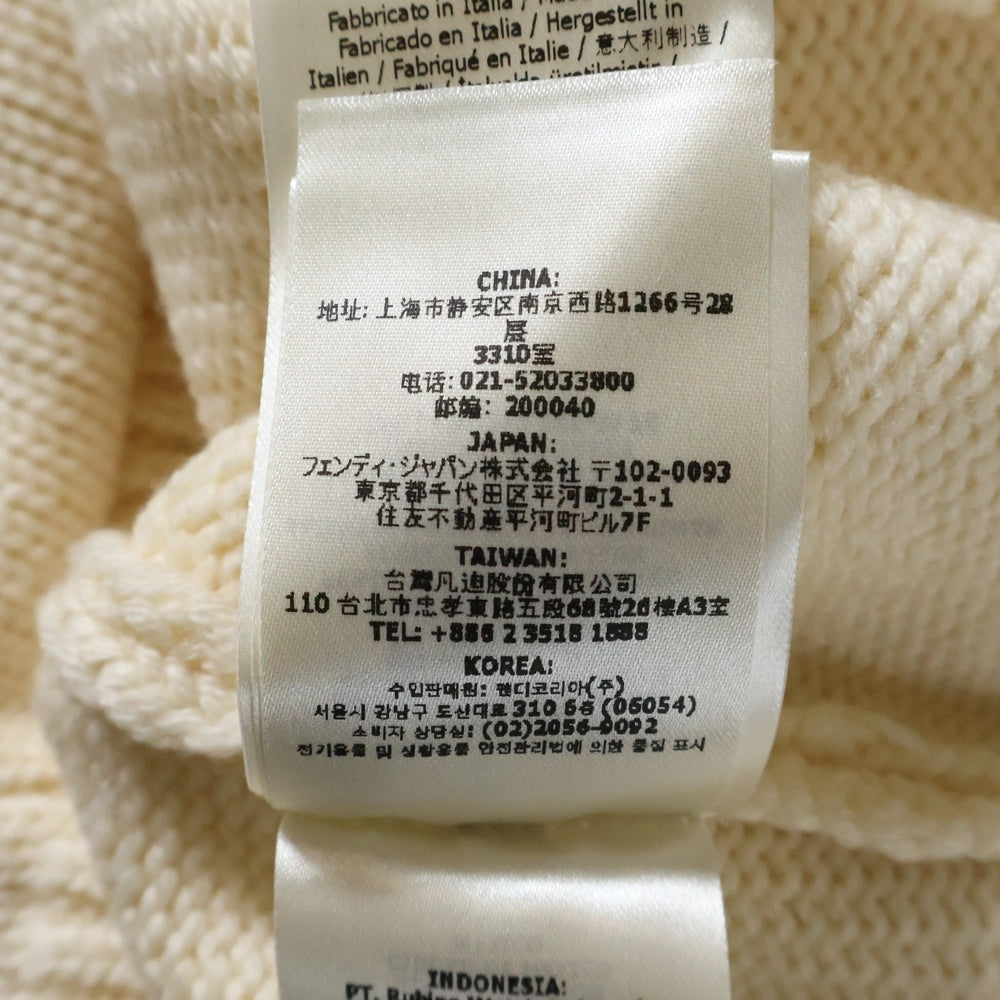 Fabbricato in Italia /
Fabricado en Italia / Hergestellt in
Italien / Fabriqué en Italie / 意大利制造 /
CHINA:
地址: 上海市静安区南京西路1266号28
层
3310室
电话: 021-52033800
邮编: 200040
JAPAN:
フェンディ・ジャパン株式会社 〒102-0093
東京都千代田区平河町2-1-1
住友不動産平河町ビル7F
TAIWAN:
台灣凡迪股份有限公司
110 台北市忠孝東路五段68號26樓A3室
TEL: +886 2 3518 1888
KOREA:
수입판매원: 펜디코리아(주)
서울시 강남구 도산대로 310 6층 (06054)
소비자 상담실: (02)2056-9092
전기용품 및 생활용품 안전관리법에 의한 품질 표시
INDONESIA:
PT.